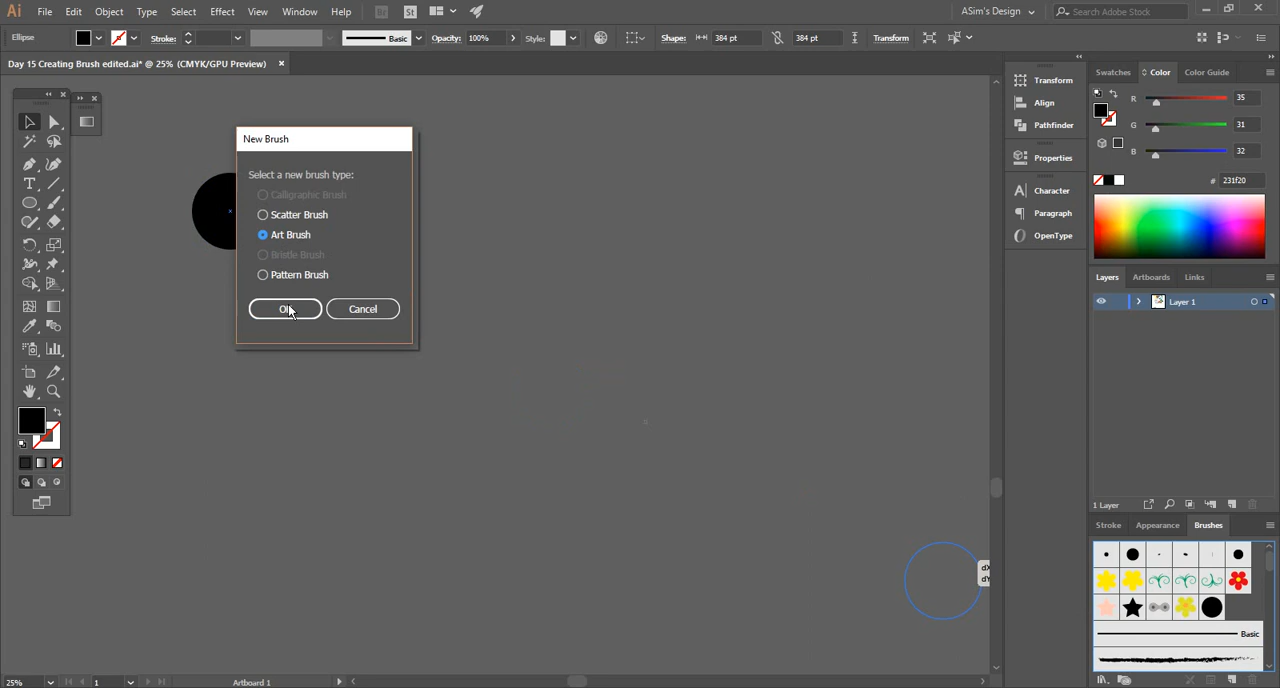 Ai File Edit Object Type Select Effect View Window Help Br St ASim's Design Search Adobe Stock
Ellipse Stroke: Basic Opacity: 100% Style: Shape: 384 pt 384 pt Transform
Day 15 Creating Brush edited.ai* @ 25% (CMYK/GPU Preview)
New Brush
Select a new brush type:
Calligraphic Brush
Scatter Brush
Art Brush
Bristle Brush
Pattern Brush
Cancel
Transform
Align
Pathfinder
Properties
Character
Paragraph
OpenType
Swatches Color Color Guide
R 35
G 31
B 32
# 231f20
Layers Artboards Links
Layer 1
1 Layer
Stroke Appearance Brushes
Basic
25% 1 Artboard 1